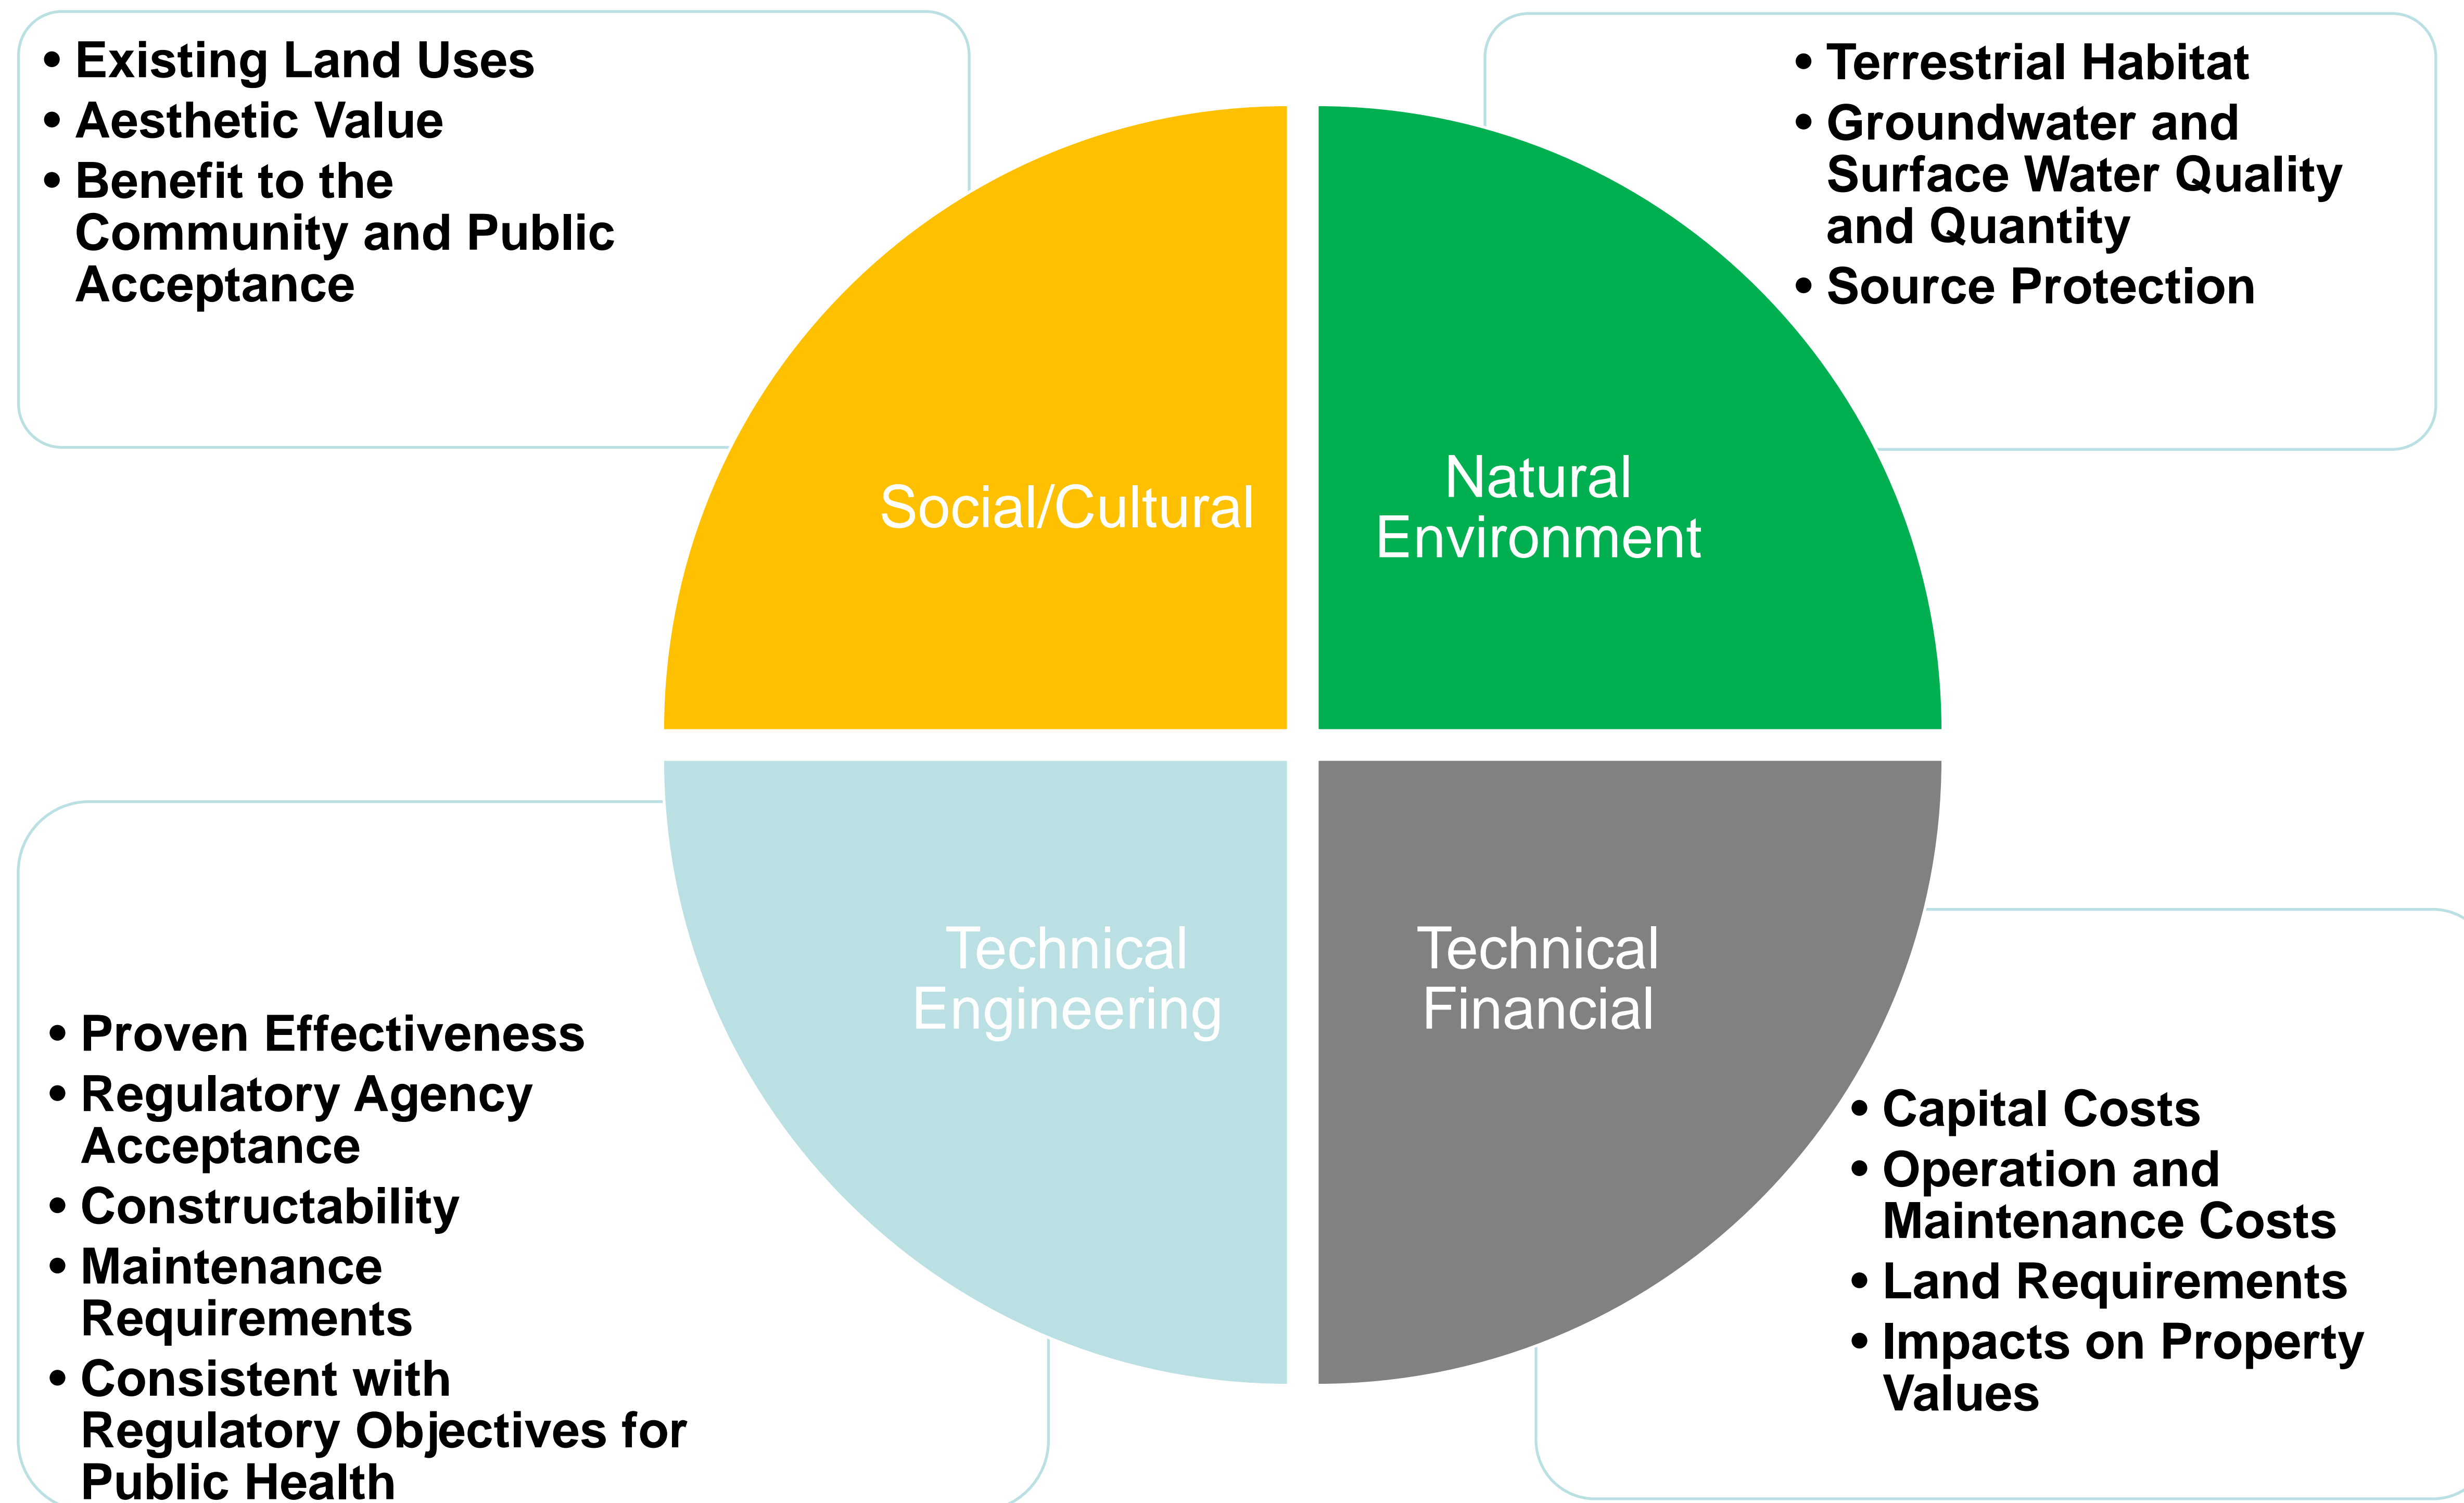 • Existing Land Uses
• Aesthetic Value
• Benefit to the
Community and Public
Acceptance
• Terrestrial Habitat
• Groundwater and
Surface Water Quality
and Quantity
• Source Protection
Social/Cultural
Natural
Environment
Technical
Engineering
Technical
Financial
• Proven Effectiveness
• Regulatory Agency
Acceptance
• Constructability
• Maintenance
Requirements
• Consistent with
Regulatory Objectives for
Public Health
• Capital Costs
• Operation and
Maintenance Costs
• Land Requirements
• Impacts on Property
Values